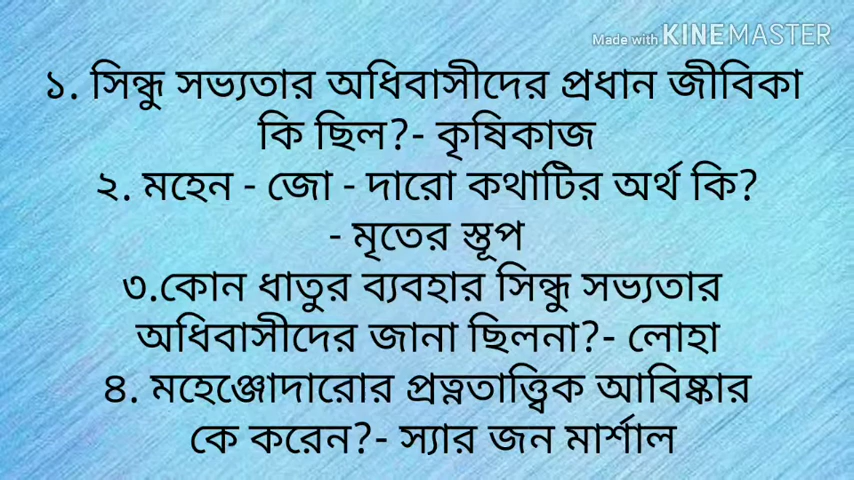 Made with KINEMASTER
১. সিন্ধু সভ্যতার অধিবাসীদের প্রধান জীবিকা
কি ছিল?- কৃষিকাজ
২. মহেন - জো - দারো কথাটির অর্থ কি?
- মৃতের স্তূপ
৩.কোন ধাতুর ব্যবহার সিন্ধু সভ্যতার
অধিবাসীদের জানা ছিলনা?- লোহা
৪. মহেঞ্জোদারোর প্রত্নতাত্ত্বিক আবিষ্কার
কে করেন?- স্যার জন মার্শাল